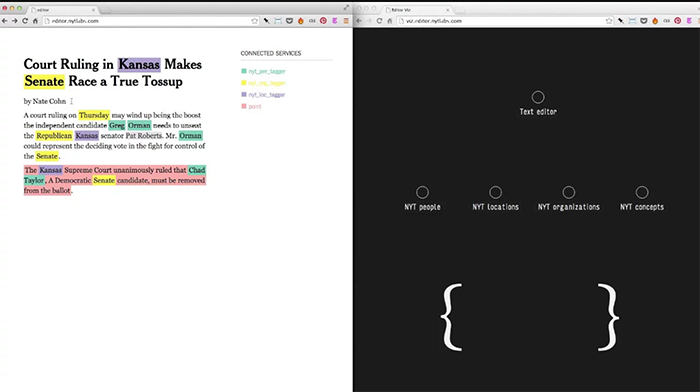 editor
editor.nytlabs.com
Court Ruling in Kansas Makes
Senate Race a True Tossup
by Nate Cohn
A court ruling on Thursday may wind up being the boost
the independent candidate Greg Orman needs to unseat
the Republican Kansas senator Pat Roberts. Mr. Orman
could represent the deciding vote in the fight for control of
the Senate.
The Kansas Supreme Court unanimously ruled that Chad
Taylor, A Democratic Senate candidate, must be removed
from the ballot.
CONNECTED SERVICES
nyt_per_tagger
nyt_org_tagger
nyt_loc_tagger
point
Editor Viz
viz.editor.nytlabs.com
Text editor
NYT people
NYT locations
NYT organizations
NYT concepts
{ }